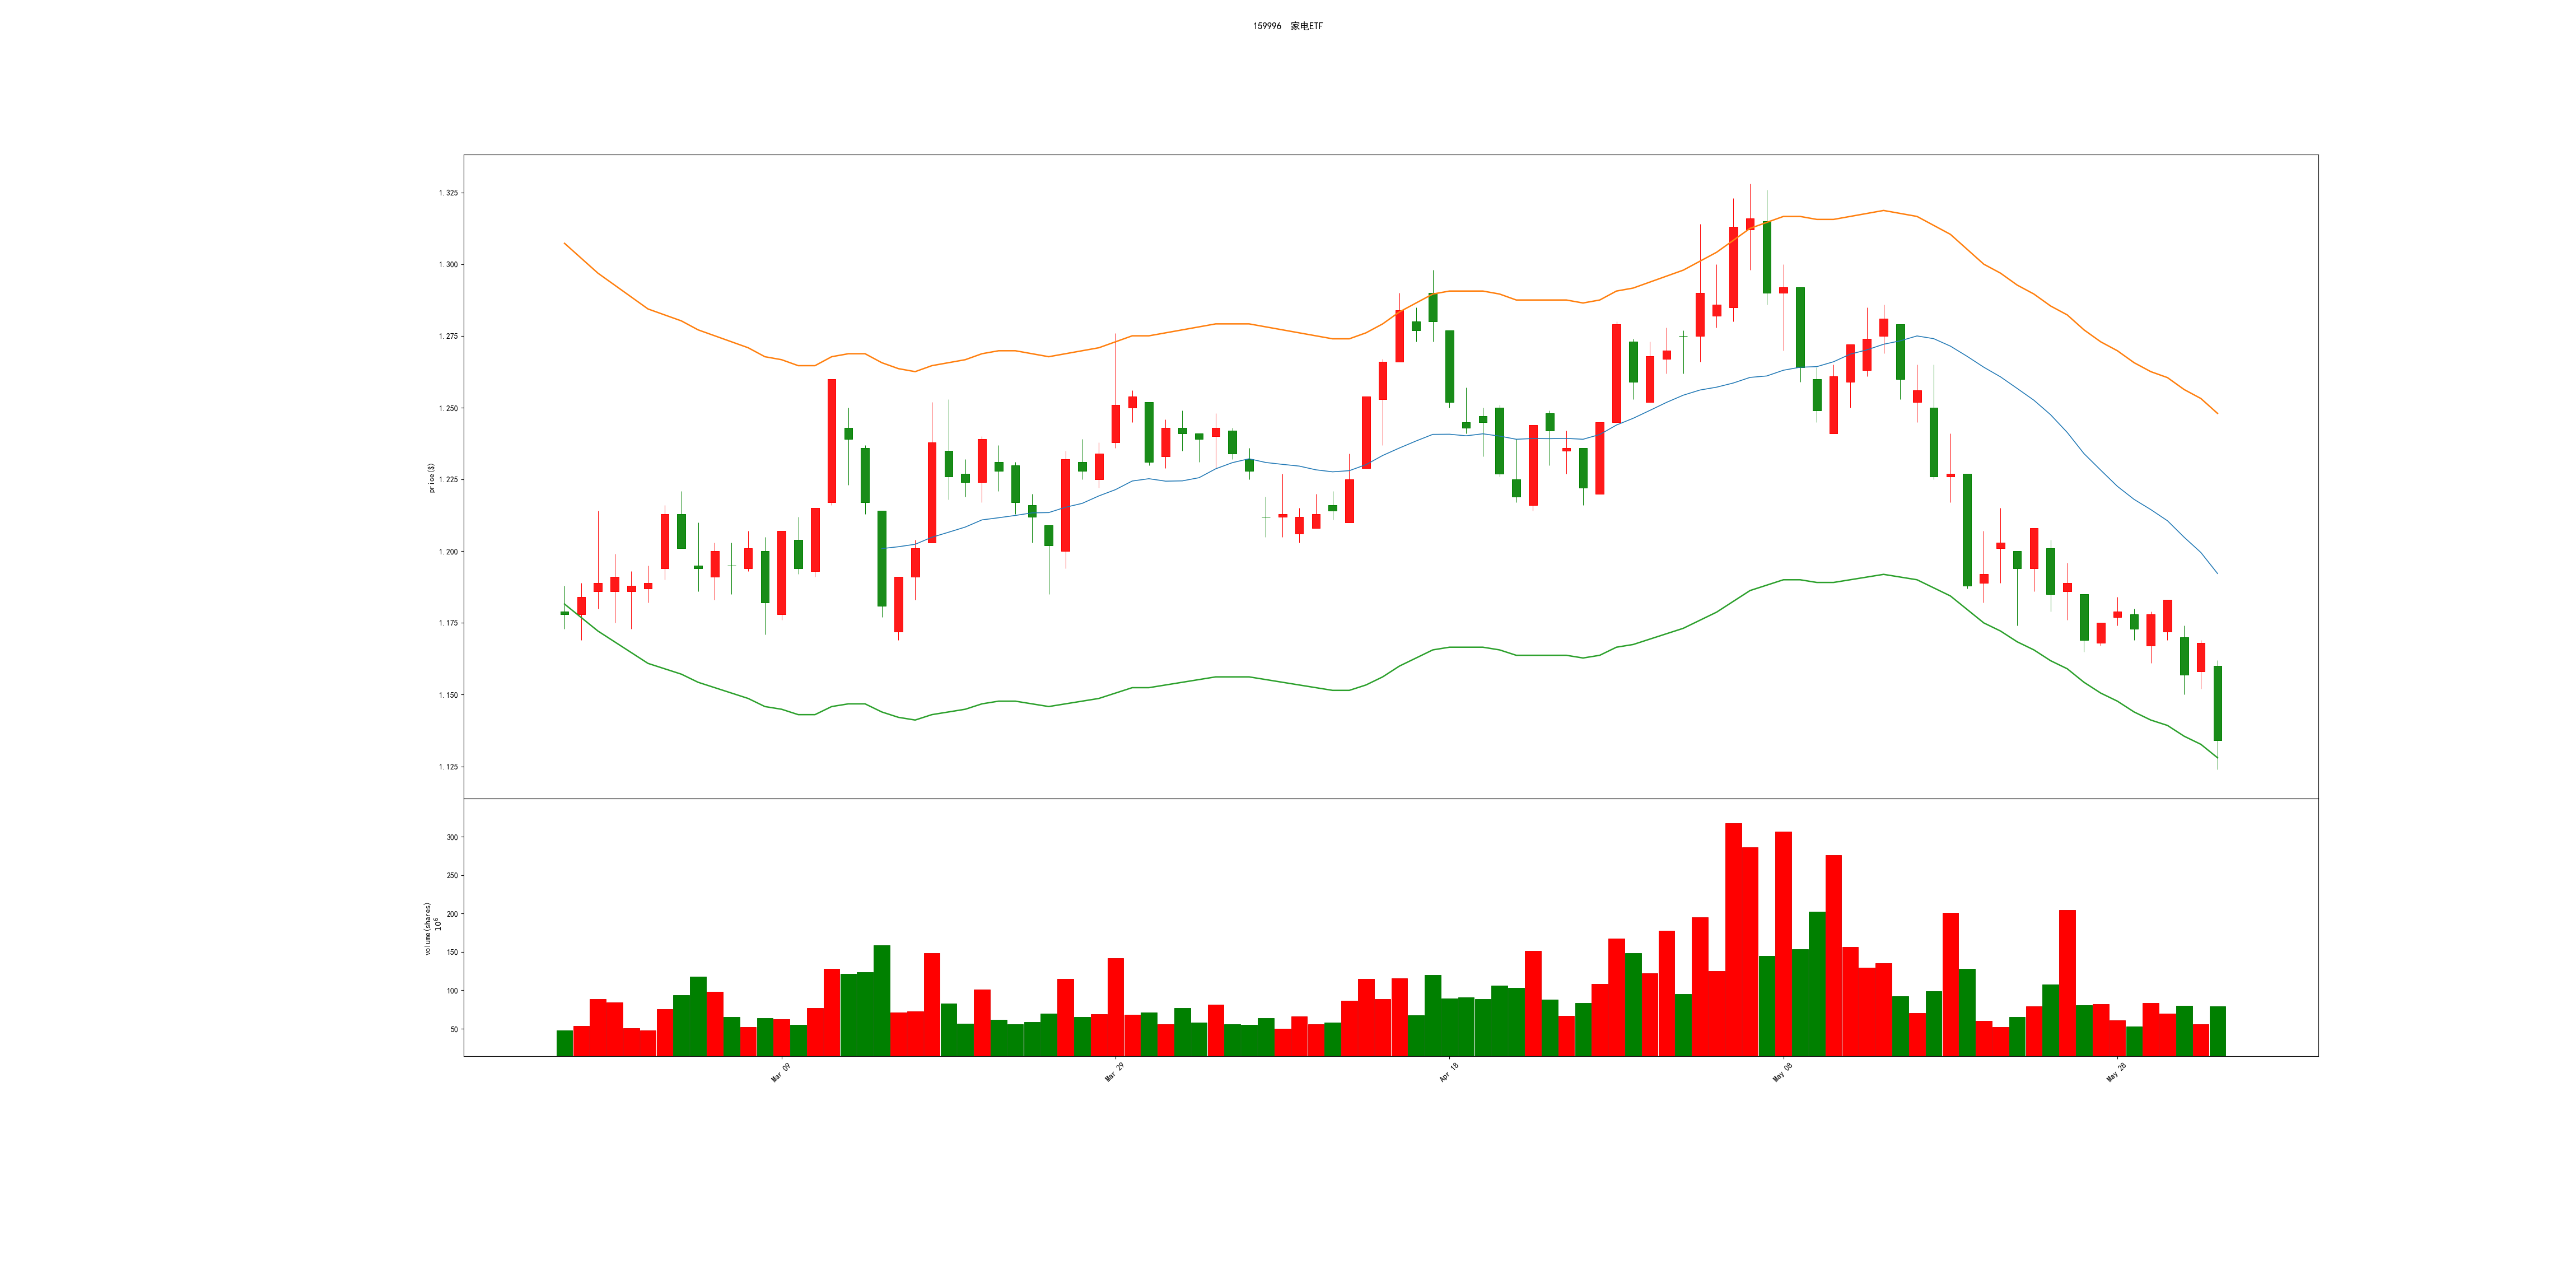 159996  家电ETF
price($)
1.325
1.300
1.275
1.250
1.225
1.200
1.175
1.150
1.125
volume(shares)
10⁶
300
250
200
150
100
50
Mar 09
Mar 29
Apr 18
May 08
May 28